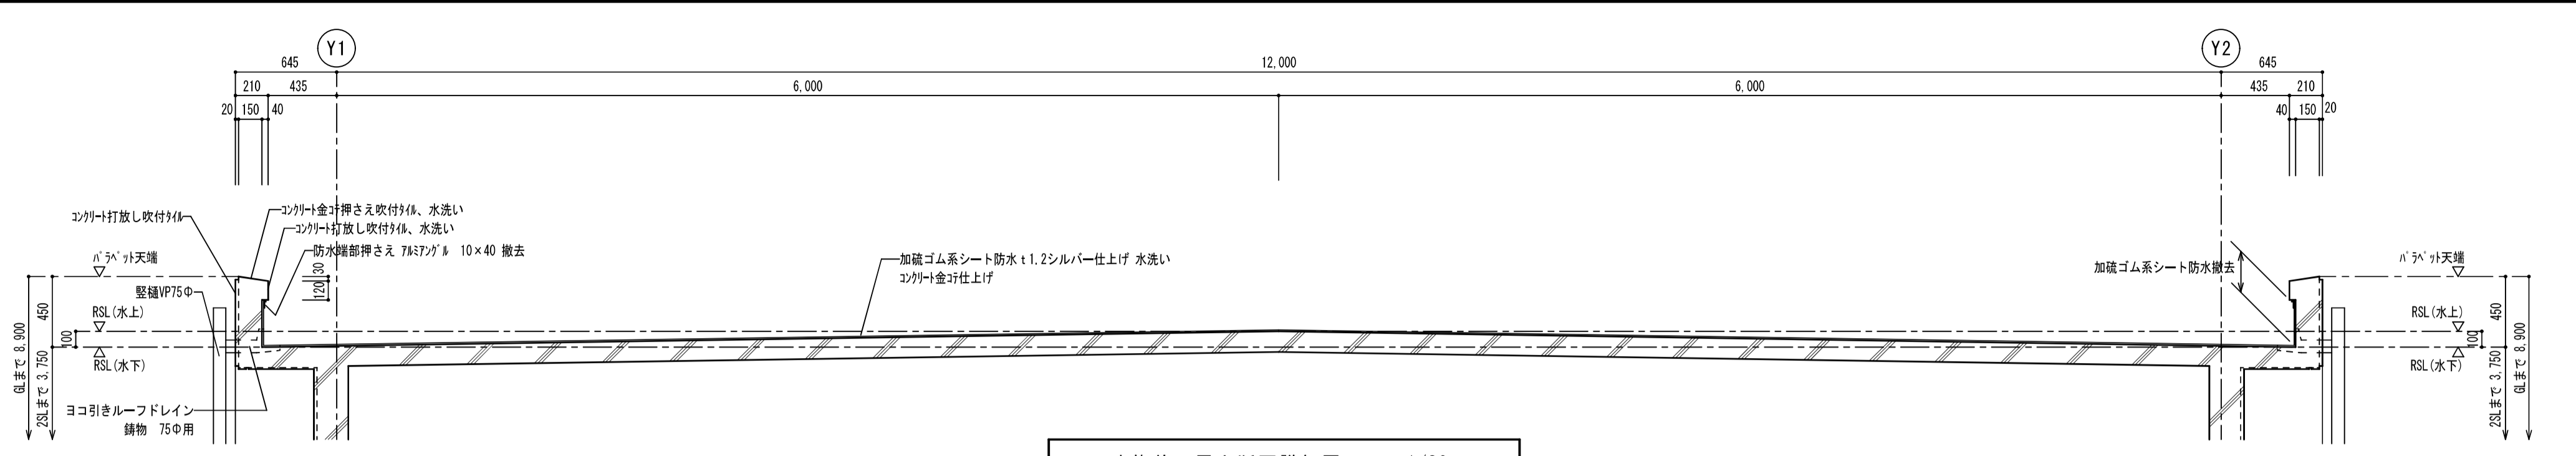 Y1
Y2
645
12,000
645
210
435
6,000
6,000
435
210
20
150
40
40
150
20
コンクリート打放し吹付タイル
コンクリート金コテ押さえ吹付タイル、水洗い
コンクリート打放し吹付タイル、水洗い
防水端部押さえ アルミアングル 10×40 撤去
パラペット天端
竪樋VP75Φ
30
120
加硫ゴム系シート防水 t1.2シルバー仕上げ 水洗い
コンクリート金コテ仕上げ
加硫ゴム系シート防水撤去
パラペット天端
RSL(水上)
RSL(水下)
450
100
GLまで 8,900
2SLまで 3,750
ヨコ引きルーフドレイン
鋳物 75Φ用
RSL(水上)
RSL(水下)
450
100
2SLまで 3,750
GLまで 8,900